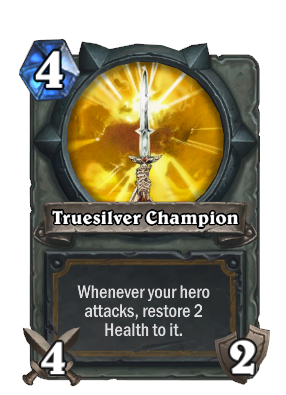 4
Truesilver Champion
Whenever your hero
attacks, restore 2
Health to it.
4 2